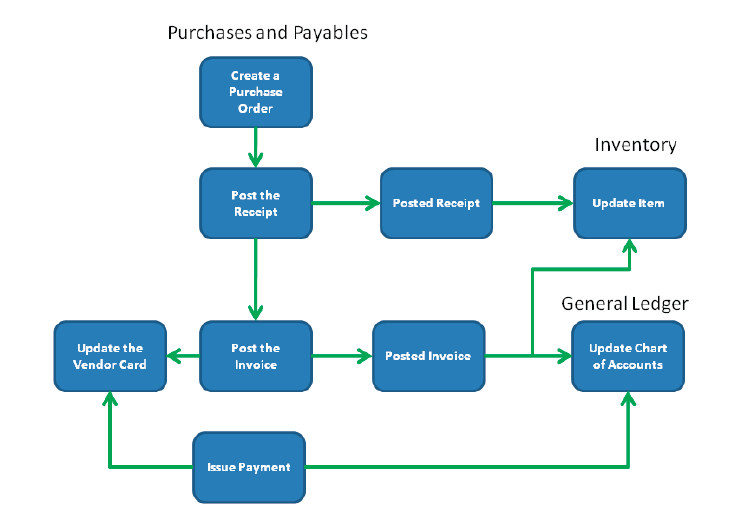 Purchases and Payables
Create a
Purchase
Order
Inventory
Post the
Receipt
Posted Receipt
Update Item
General Ledger
Update the
Vendor Card
Post the
Invoice
Posted Invoice
Update Chart
of Accounts
Issue Payment